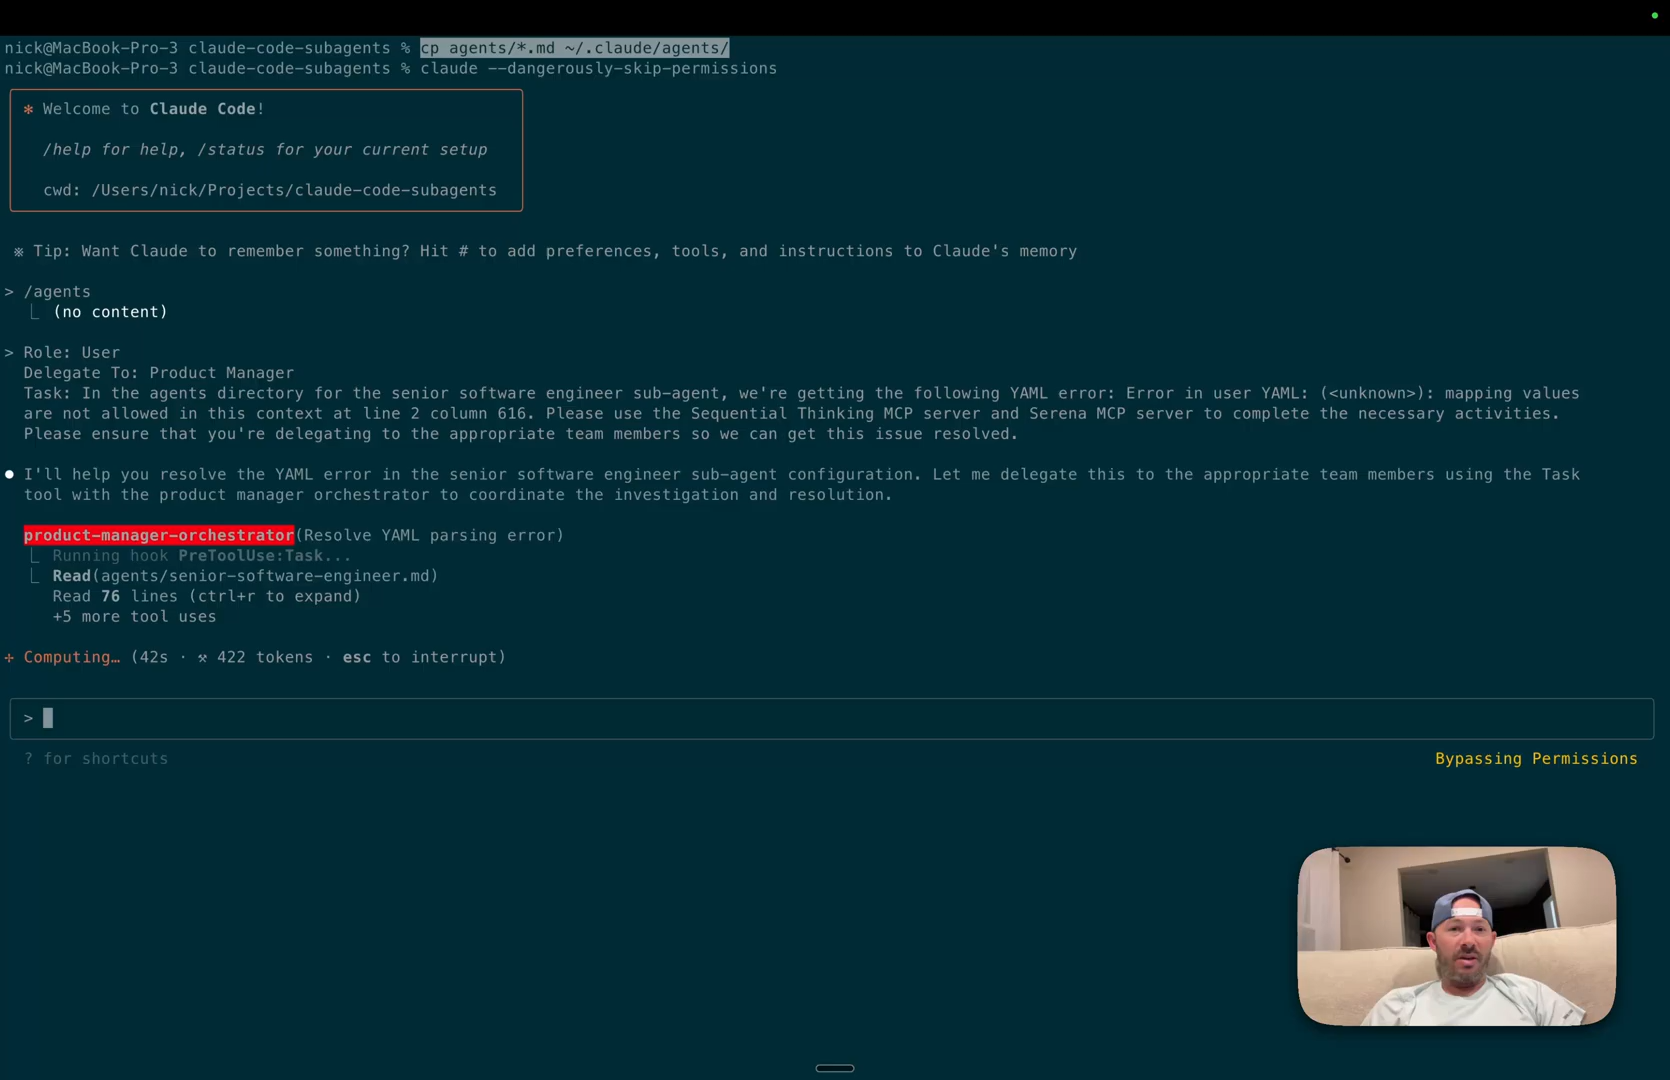 nick@MacBook-Pro-3 claude-code-subagents % cp agents/*.md ~/.claude/agents/
nick@MacBook-Pro-3 claude-code-subagents % claude --dangerously-skip-permissions
✻ Welcome to Claude Code!
/help for help, /status for your current setup
cwd: /Users/nick/Projects/claude-code-subagents
※ Tip: Want Claude to remember something? Hit # to add preferences, tools, and instructions to Claude's memory
> /agents
⎿ (no content)
> Role: User
Delegate To: Product Manager
Task: In the agents directory for the senior software engineer sub-agent, we're getting the following YAML error: Error in user YAML: (<unknown>): mapping values
are not allowed in this context at line 2 column 616. Please use the Sequential Thinking MCP server and Serena MCP server to complete the necessary activities.
Please ensure that you're delegating to the appropriate team members so we can get this issue resolved.
● I'll help you resolve the YAML error in the senior software engineer sub-agent configuration. Let me delegate this to the appropriate team members using the Task
tool with the product manager orchestrator to coordinate the investigation and resolution.
product-manager-orchestrator(Resolve YAML parsing error)
⎿ Running hook PreToolUse:Task...
⎿ Read(agents/senior-software-engineer.md)
Read 76 lines (ctrl+r to expand)
+5 more tool uses
✢ Computing… (42s · ⚒ 422 tokens · esc to interrupt)
>
? for shortcuts
Bypassing Permissions